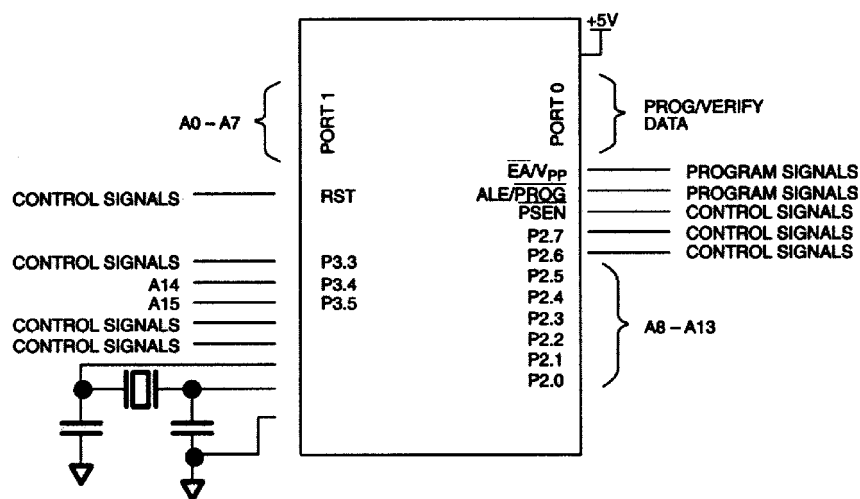 +5V
A0 – A7
PORT 1
PORT 0
PROG/VERIFY
DATA
E̅A̅/VPP
PROGRAM SIGNALS
CONTROL SIGNALS
RST
ALE/P̅R̅O̅G̅
PROGRAM SIGNALS
P̅S̅E̅N̅
CONTROL SIGNALS
P2.7
CONTROL SIGNALS
CONTROL SIGNALS
P3.3
P2.6
CONTROL SIGNALS
A14
P3.4
P2.5
A15
P3.5
P2.4
CONTROL SIGNALS
P2.3
A8 – A13
CONTROL SIGNALS
P2.2
P2.1
P2.0